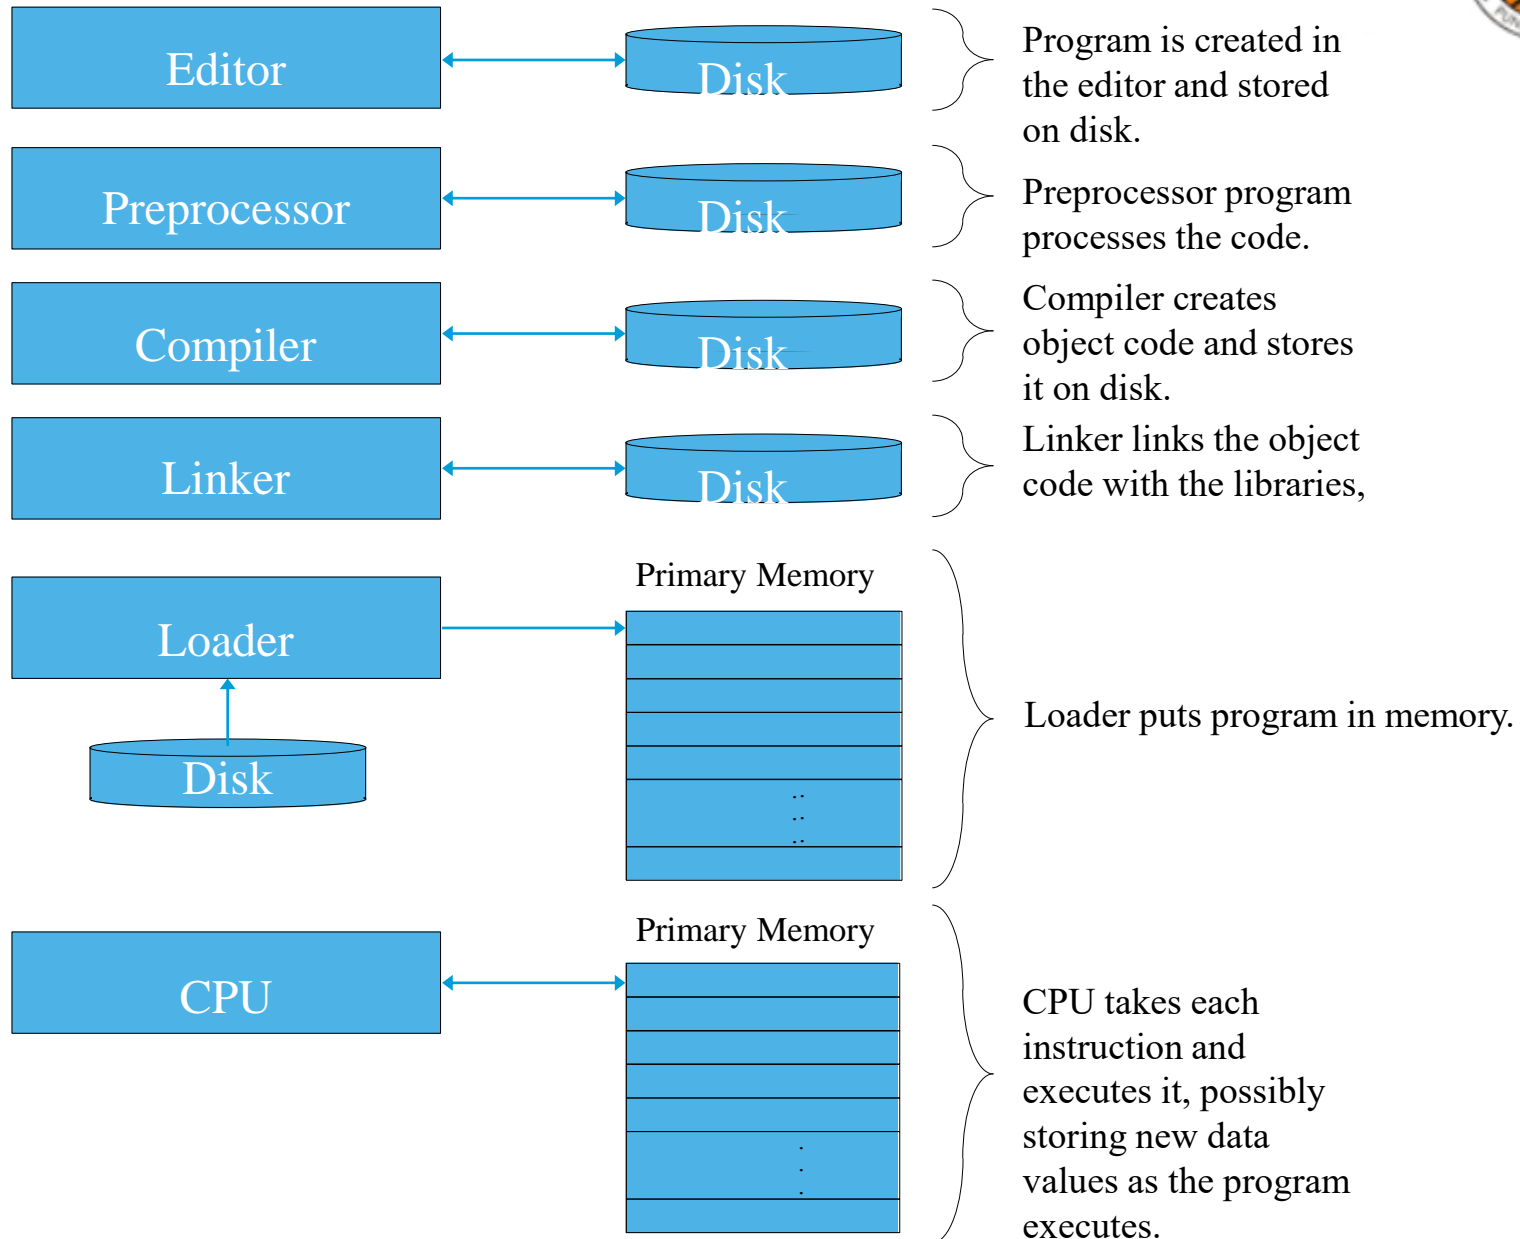 Editor
Disk
Program is created in
the editor and stored
on disk.
Preprocessor
Disk
Preprocessor program
processes the code.
Compiler
Disk
Compiler creates
object code and stores
it on disk.
Linker
Disk
Linker links the object
code with the libraries,
Loader
Disk
Primary Memory
Loader puts program in memory.
CPU
Primary Memory
CPU takes each
instruction and
executes it, possibly
storing new data
values as the program
executes.